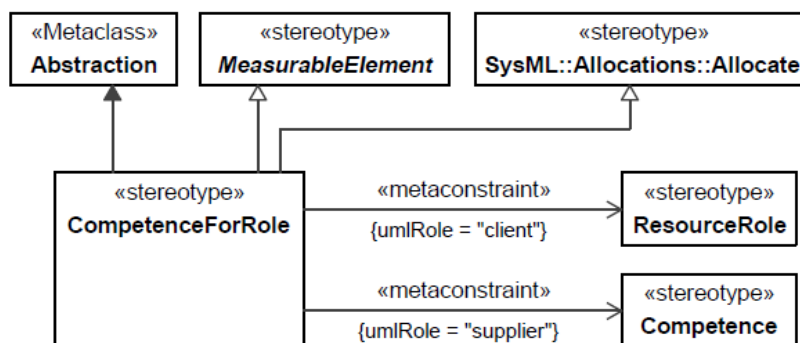 «Metaclass»
Abstraction
«stereotype»
MeasurableElement
«stereotype»
SysML::Allocations::Allocate
«stereotype»
CompetenceForRole
«metaconstraint»
{umlRole = "client"}
«stereotype»
ResourceRole
«metaconstraint»
{umlRole = "supplier"}
«stereotype»
Competence